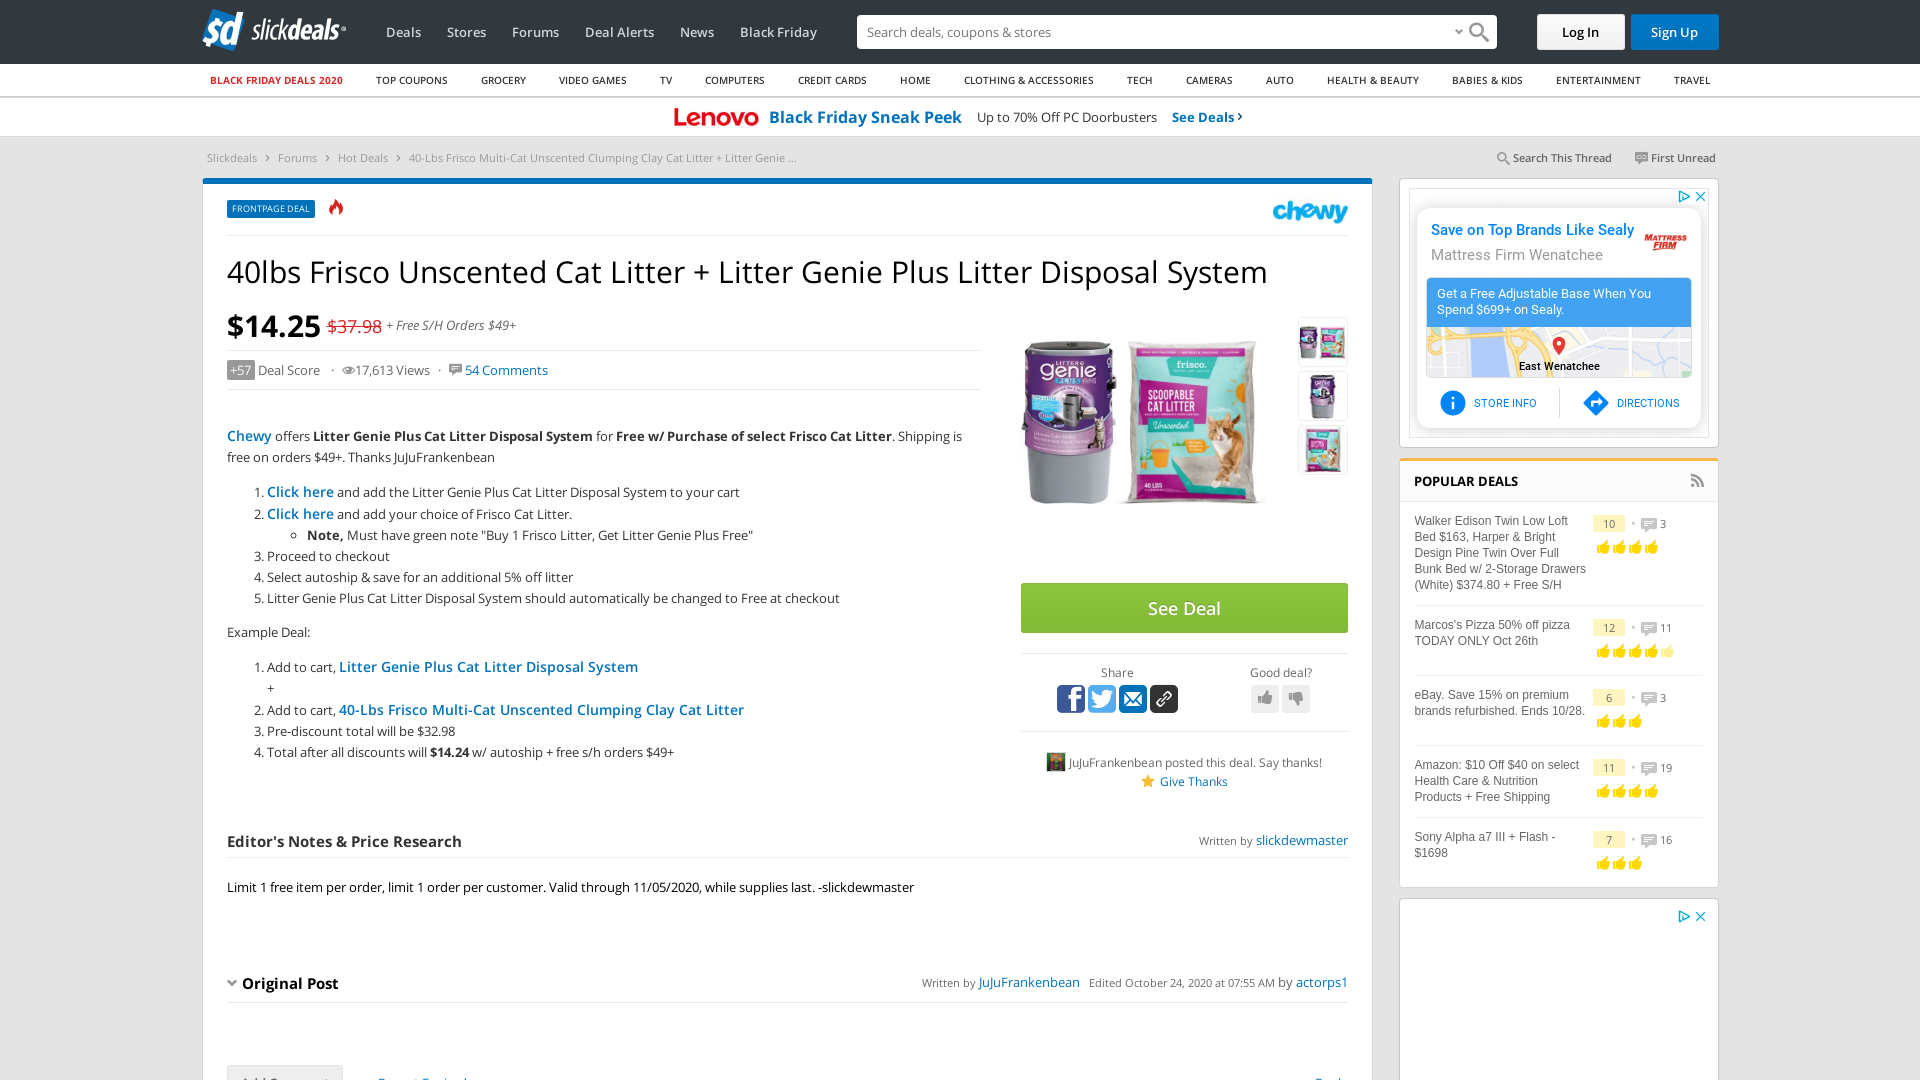 slickdeals
Deals Stores Forums Deal Alerts News Black Friday
Search deals, coupons & search
Log In Sign Up
BLACK FRIDAY DEALS 2020 TOP COUPONS GROCERY VIDEO GAMES TV COMPUTERS CREDIT CARDS HOME CLOTHING & ACCESSORIES TECH CAMERAS AUTO HEALTH & BEAUTY BABIES & KIDS ENTERTAINMENT TRAVEL
Lenovo Black Friday Sneak Peek Up to 70% Off PC Doorbusters See Deals
Slickdeals Forums Hot Deals 40-Lbs Frisco Multi-Cat Unscented Clumping Clay Cat Litter + Litter Genie ...
Search This Thread First Unread
FRONTPAGE DEAL
chewy
40lbs Frisco Unscented Cat Litter + Litter Genie Plus Litter Disposal System
$14.25 $37.98 + Free S/H Orders $49+
+57 Deal Score · 17,613 Views · 54 Comments
Chewy offers Litter Genie Plus Cat Litter Disposal System for Free w/ Purchase of select Frisco Cat Litter. Shipping is
free on orders $49+. Thanks JuJuFrankenbean
1. Click here and add the Litter Genie Plus Cat Litter Disposal System to your cart
2. Click here and add your choice of Frisco Cat Litter.
Note, Must have green note "Buy 1 Frisco Litter, Get Litter Genie Plus Free"
3. Proceed to checkout
4. Select autoship & save for an additional 5% off litter
5. Litter Genie Plus Cat Litter Disposal System should automatically be changed to Free at checkout
Example Deal:
1. Add to cart, Litter Genie Plus Cat Litter Disposal System
+
2. Add to cart, 40-Lbs Frisco Multi-Cat Unscented Clumping Clay Cat Litter
3. Pre-discount total will be $32.98
4. Total after all discounts will $14.24 w/ autoship + free s/h orders $49+
LITTER
genie
PLUS
frisco.
SCOOPABLE
CAT LITTER
Unscented
40 LBS
See Deal
Share Good deal?
JuJuFrankenbean posted this deal. Say thanks!
Give Thanks
Editor's Notes & Price Research
Written by slickdewmaster
Limit 1 free item per order, limit 1 order per customer. Valid through 11/05/2020, while supplies last. -slickdewmaster
Original Post
Written by JuJuFrankenbean Edited October 24, 2020 at 07:55 AM by actorps1
Save on Top Brands Like Sealy
Mattress Firm Wenatchee
MATTRESS
FIRM
Get a Free Adjustable Base When You
Spend $699+ on Sealy.
East Wenatchee
STORE INFO DIRECTIONS
POPULAR DEALS
Walker Edison Twin Low Loft
Bed $163, Harper & Bright
Design Pine Twin Over Full
Bunk Bed w/ 2-Storage Drawers
(White) $374.80 + Free S/H
10 • 3
Marcos's Pizza 50% off pizza
TODAY ONLY Oct 26th
12 • 11
eBay. Save 15% on premium
brands refurbished. Ends 10/28.
6 • 3
Amazon: $10 Off $40 on select
Health Care & Nutrition
Products + Free Shipping
11 • 19
Sony Alpha a7 III + Flash -
$1698
7 • 16